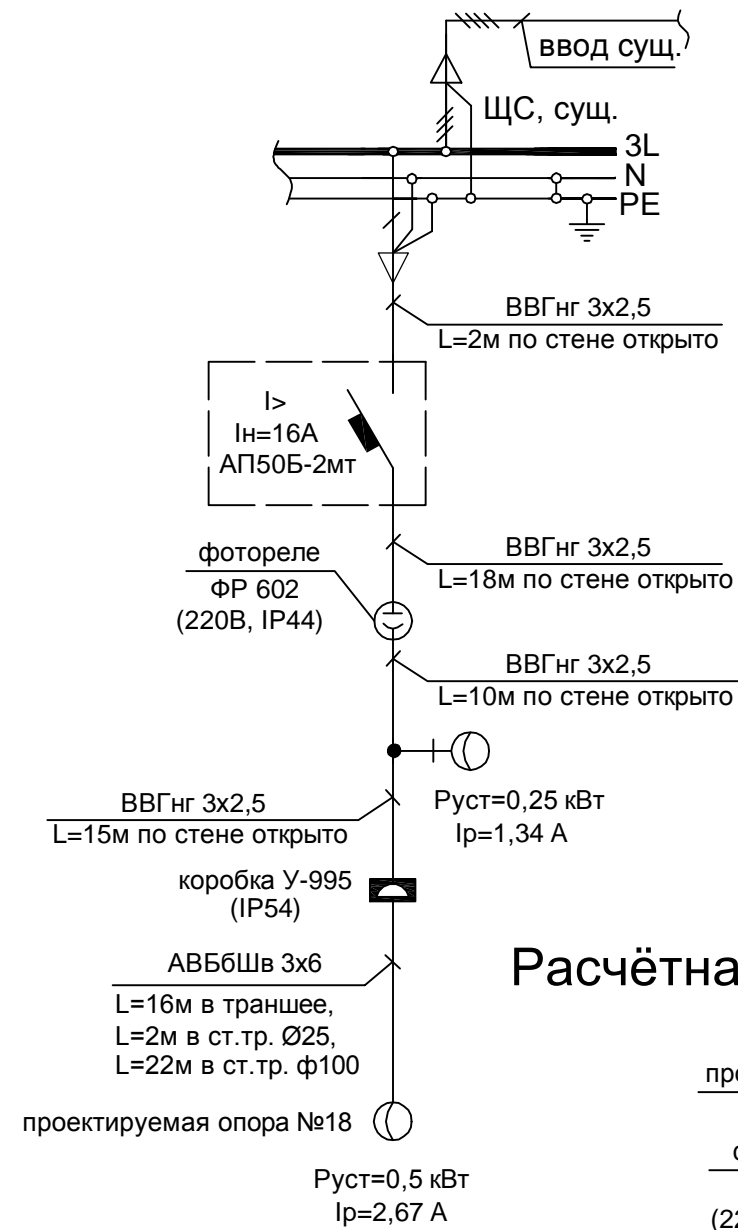 ввод сущ.
ЩС, сущ.
3L
N
PE
ВВГнг 3х2,5
L=2м по стене открыто
I>
Iн=16А
АП50Б-2мт
ВВГнг 3х2,5
L=18м по стене открыто
фотореле
ФР 602
(220В, IP44)
ВВГнг 3х2,5
L=10м по стене открыто
Руст=0,25 кВт
Iр=1,34 А
ВВГнг 3х2,5
L=15м по стене открыто
коробка У-995
(IP54)
АВБбШв 3х6
L=16м в траншее,
L=2м в ст.тр. Ø25,
L=22м в ст.тр. ф100
проектируемая опора №18
Руст=0,5 кВт
Iр=2,67 А
Расчётна